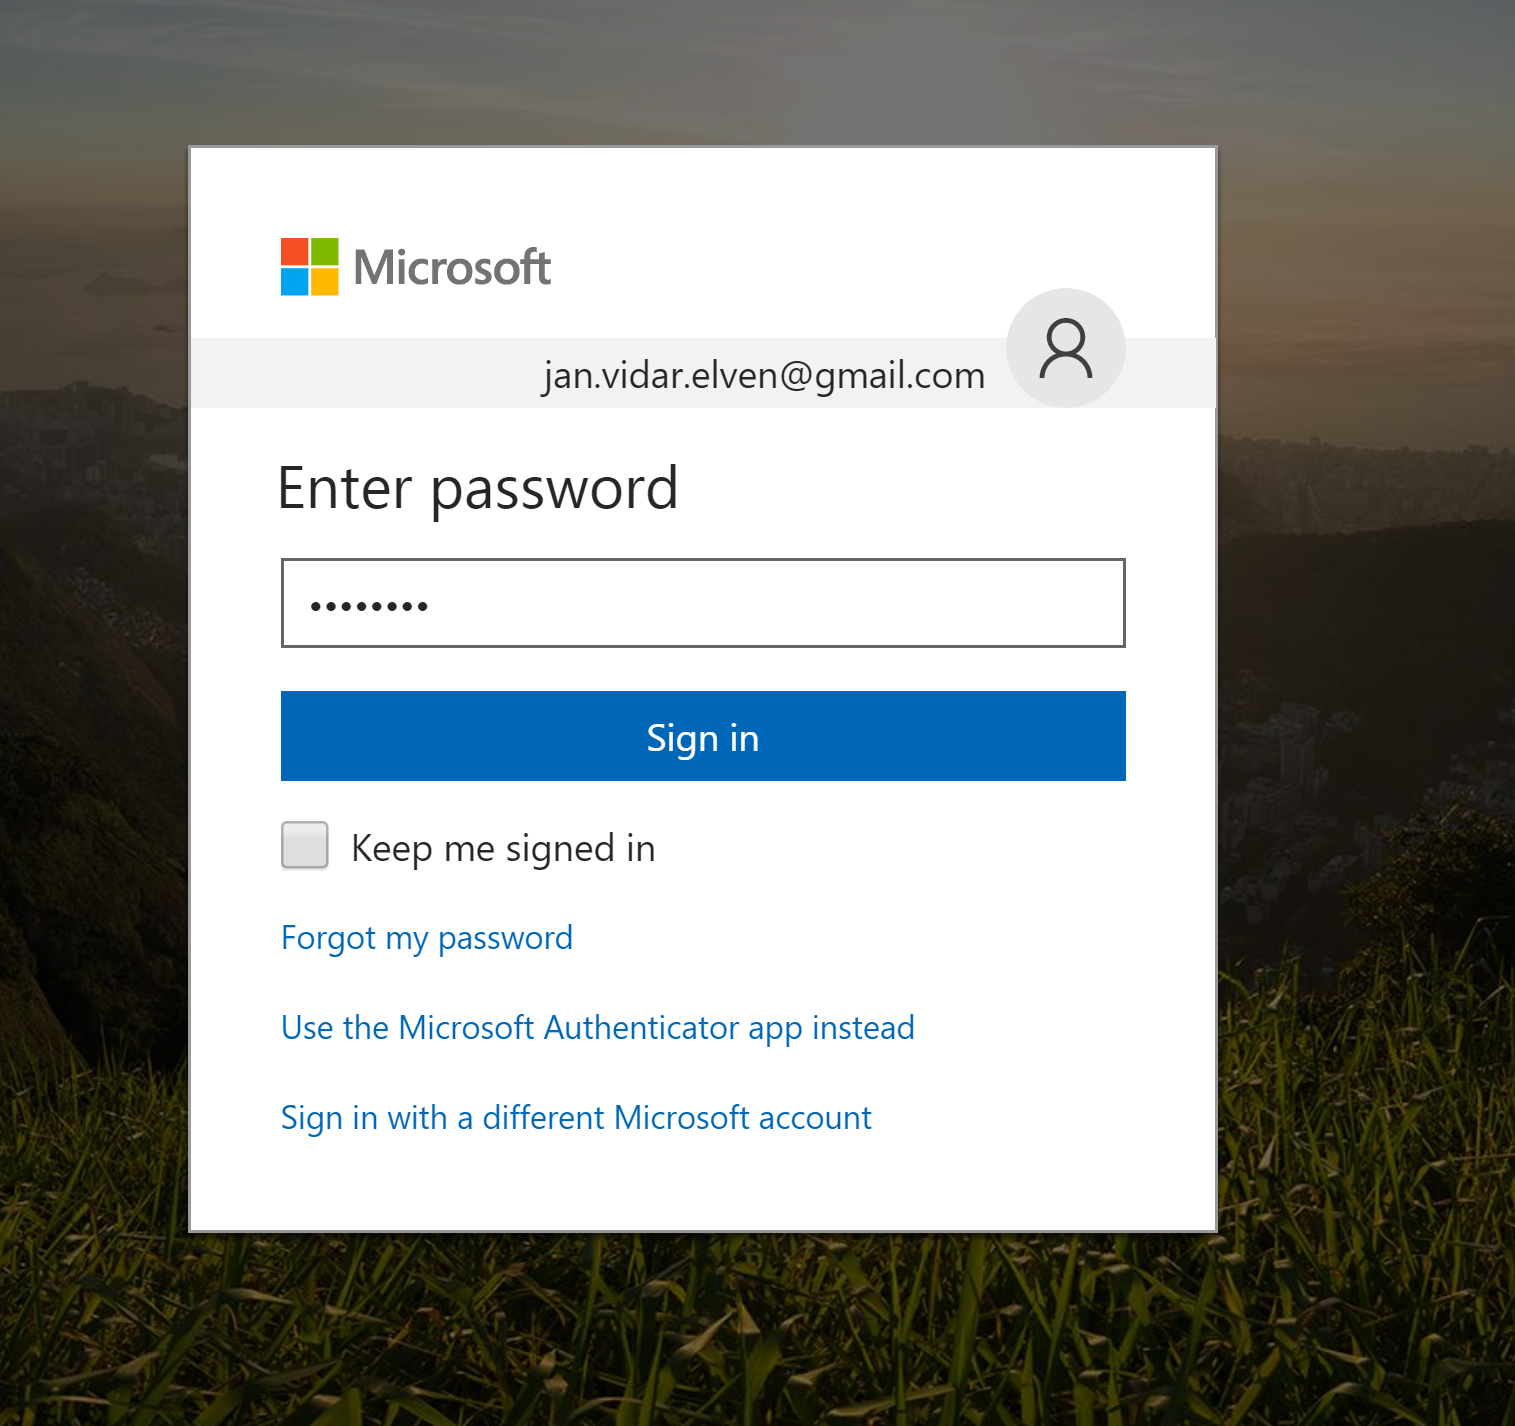 Microsoft
jan.vidar.elven@gmail.com
Enter password
••••••••
Sign in
Keep me signed in
Forgot my password
Use the Microsoft Authenticator app instead
Sign in with a different Microsoft account